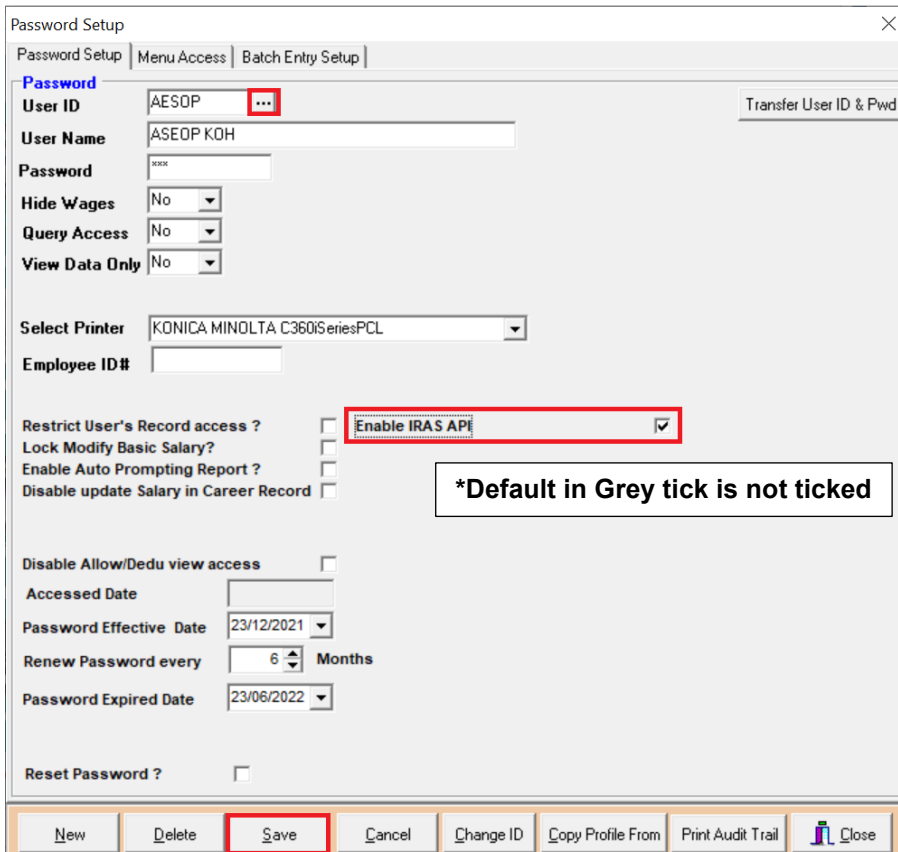 Password Setup
Password Setup Menu Access Batch Entry Setup
Password
User ID AESOP ... Transfer User ID & Pwd
User Name ASEOP KOH
Password xxx
Hide Wages No
Query Access No
View Data Only No
Select Printer KONICA MINOLTA C360iSeriesPCL
Employee ID#
Restrict User's Record access ? Enable IRAS API
Lock Modify Basic Salary?
Enable Auto Prompting Report ?
Disable update Salary in Career Record
*Default in Grey tick is not ticked
Disable Allow/Dedu view access
Accessed Date
Password Effective Date 23/12/2021
Renew Password every 6 Months
Password Expired Date 23/06/2022
Reset Password ?
New Delete Save Cancel Change ID Copy Profile From Print Audit Trail Close